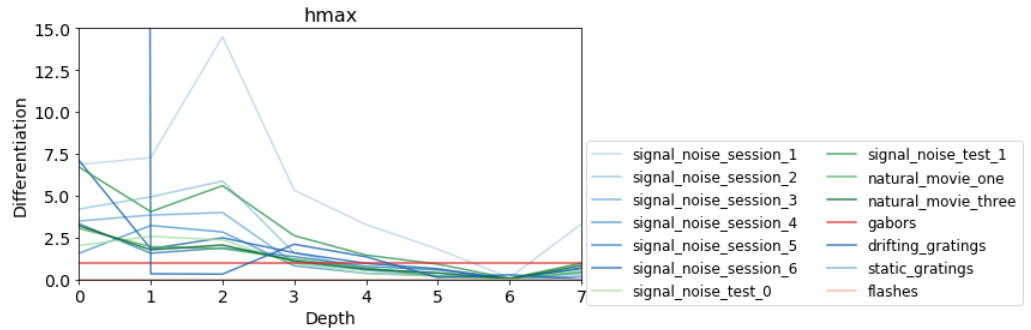 hmax
15.0
12.5
10.0
7.5
5.0
2.5
0.0
Differentiation
0 1 2 3 4 5 6 7
Depth
signal_noise_session_1
signal_noise_session_2
signal_noise_session_3
signal_noise_session_4
signal_noise_session_5
signal_noise_session_6
signal_noise_test_0
signal_noise_test_1
natural_movie_one
natural_movie_three
gabors
drifting_gratings
static_gratings
flashes